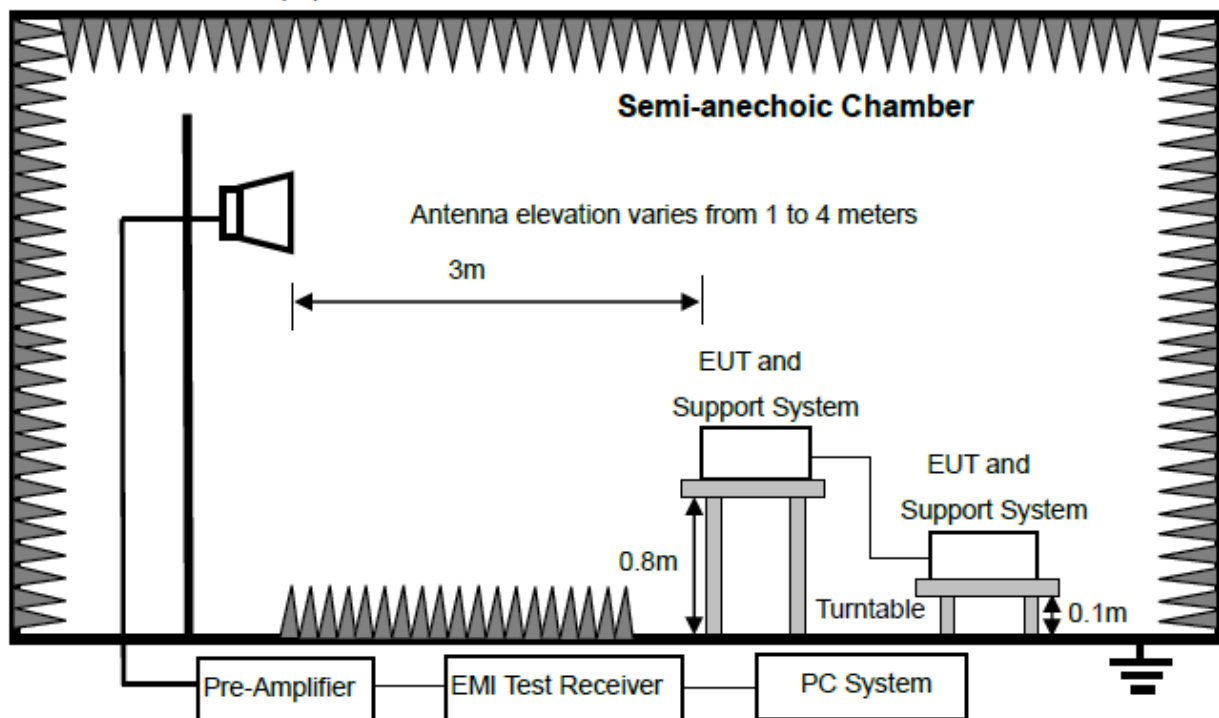 Semi-anechoic Chamber
Antenna elevation varies from 1 to 4 meters
3m
EUT and
Support System
EUT and
Support System
0.8m
Turntable
0.1m
Pre-Amplifier
EMI Test Receiver
PC System